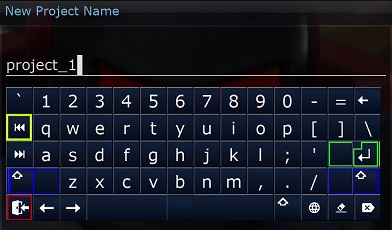 New Project Name
project_1
` 1 2 3 4 5 6 7 8 9 0 - =
q w e r t y u i o p [ ] \
a s d f g h j k l ; '
z x c v b n m , . /